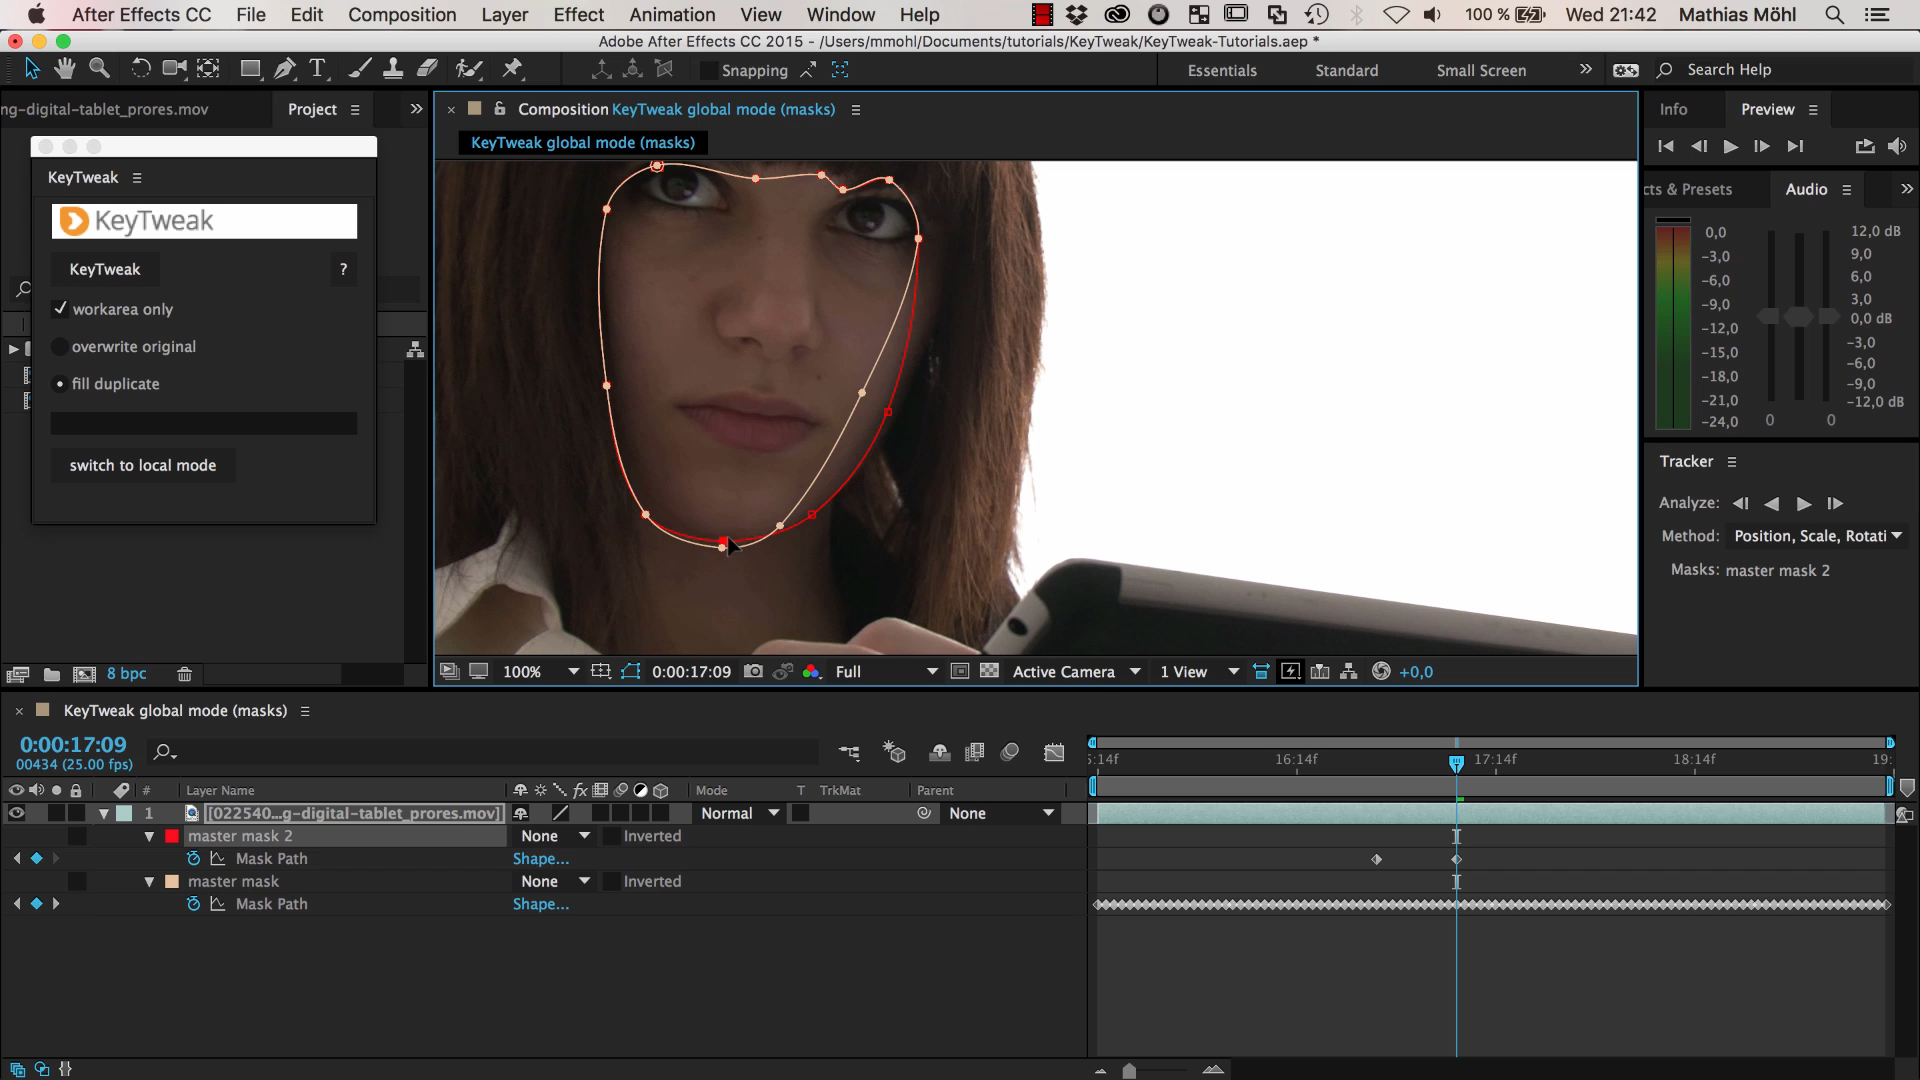 After Effects CC File Edit Composition Layer Effect Animation View Window Help 100 % Wed 21:42 Mathias Möhl
Adobe After Effects CC 2015 - /Users/mmohl/Documents/tutorials/KeyTweak/KeyTweak-Tutorials.aep *
Snapping Essentials Standard Small Screen Search Help
ng-digital-tablet_prores.mov Project
Composition KeyTweak global mode (masks)
Info Preview
KeyTweak global mode (masks)
KeyTweak
KeyTweak
KeyTweak ?
workarea only
overwrite original
fill duplicate
switch to local mode
cts & Presets Audio
0,0
-3,0
-6,0
-9,0
-12,0
-15,0
-18,0
-21,0
-24,0
12,0 dB
9,0
6,0
3,0
0,0 dB
-3,0
-6,0
-9,0
-12,0 dB
0 0
Tracker
Analyze:
Method: Position, Scale, Rotati
Masks: master mask 2
8 bpc
100% 0:00:17:09 Full Active Camera 1 View +0,0
KeyTweak global mode (masks)
0:00:17:09
00434 (25.00 fps)
5:14f 16:14f 17:14f 18:14f 19:
# Layer Name fx Mode T TrkMat Parent
1 [022540...g-digital-tablet_prores.mov] Normal None
master mask 2 None Inverted
Mask Path Shape...
master mask None Inverted
Mask Path Shape...